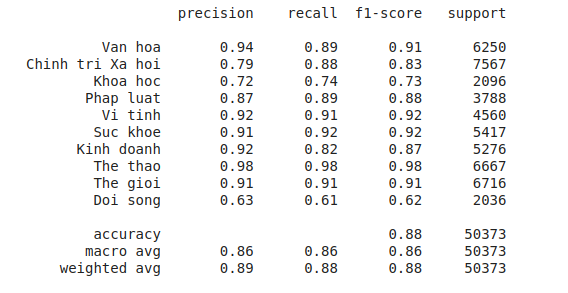 precision recall f1-score support
Van hoa 0.94 0.89 0.91 6250
Chinh tri Xa hoi 0.79 0.88 0.83 7567
Khoa hoc 0.72 0.74 0.73 2096
Phap luat 0.87 0.89 0.88 3788
Vi tinh 0.92 0.91 0.92 4560
Suc khoe 0.91 0.92 0.92 5417
Kinh doanh 0.92 0.82 0.87 5276
The thao 0.98 0.98 0.98 6667
The gioi 0.91 0.91 0.91 6716
Doi song 0.63 0.61 0.62 2036
accuracy 0.88 50373
macro avg 0.86 0.86 0.86 50373
weighted avg 0.89 0.88 0.88 50373